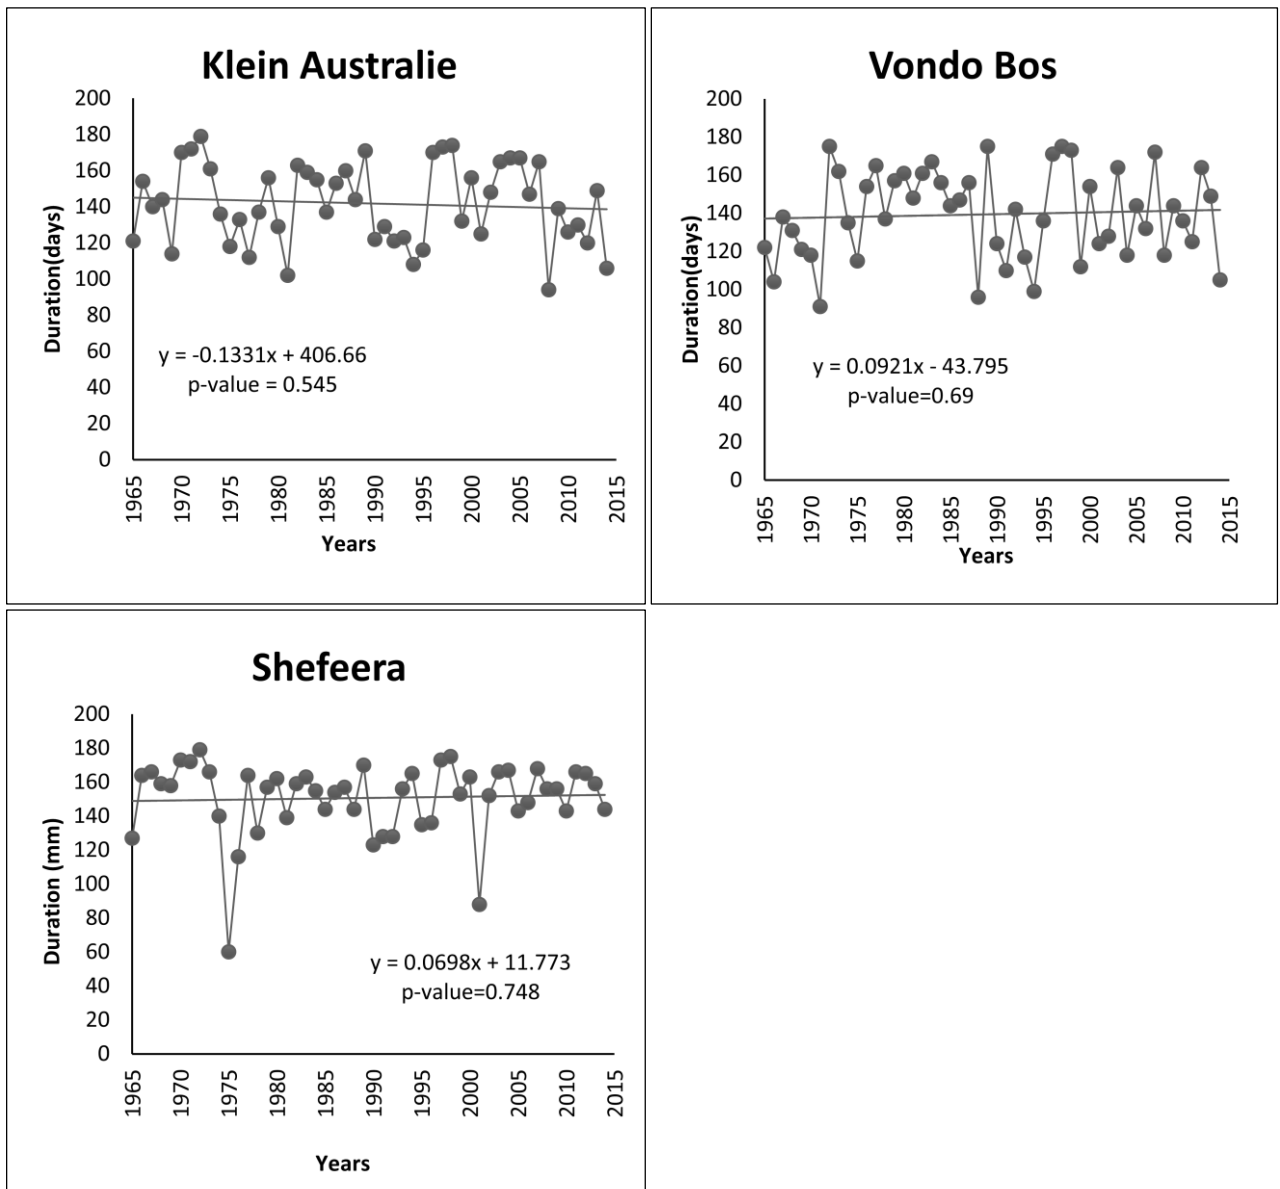 Klein Australie
200
180
160
140
120
100
80
60
40
20
0
Duration(days)
y = -0.1331x + 406.66
p-value = 0.545
1965 1970 1975 1980 1985 1990 1995 2000 2005 2010 2015
Years
Vondo Bos
200
180
160
140
120
100
80
60
40
20
0
Duration(days)
y = 0.0921x - 43.795
p-value=0.69
1965 1970 1975 1980 1985 1990 1995 2000 2005 2010 2015
Years
Shefeera
200
180
160
140
120
100
80
60
40
20
0
Duration (mm)
y = 0.0698x + 11.773
p-value=0.748
1965 1970 1975 1980 1985 1990 1995 2000 2005 2010 2015
Years